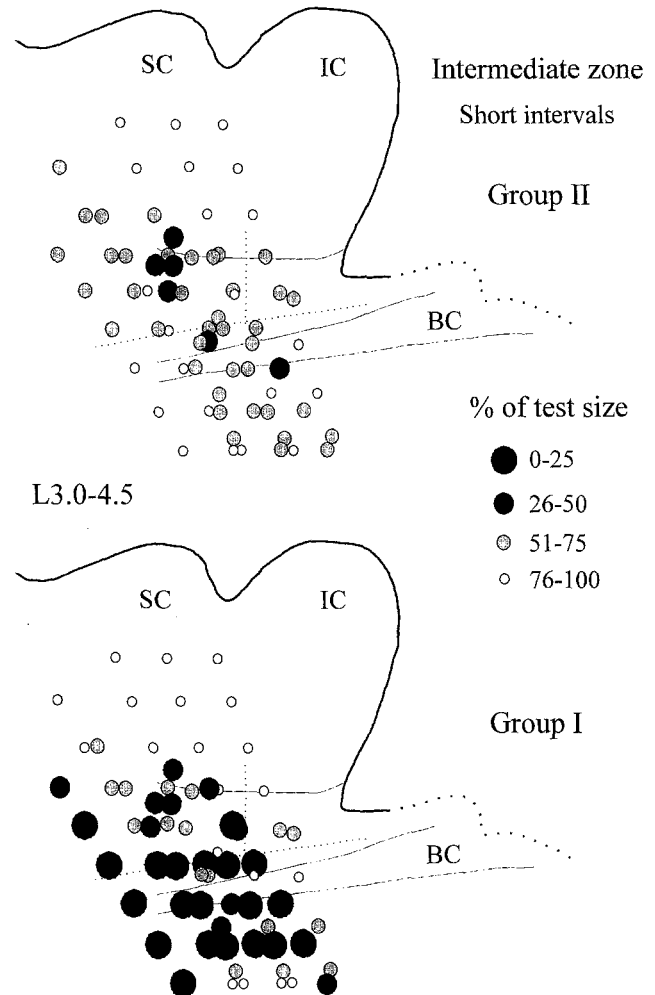 SC IC
Intermediate zone
Short intervals
Group II
BC
% of test size
0-25
26-50
51-75
76-100
L3.0-4.5
SC IC
Group I
BC